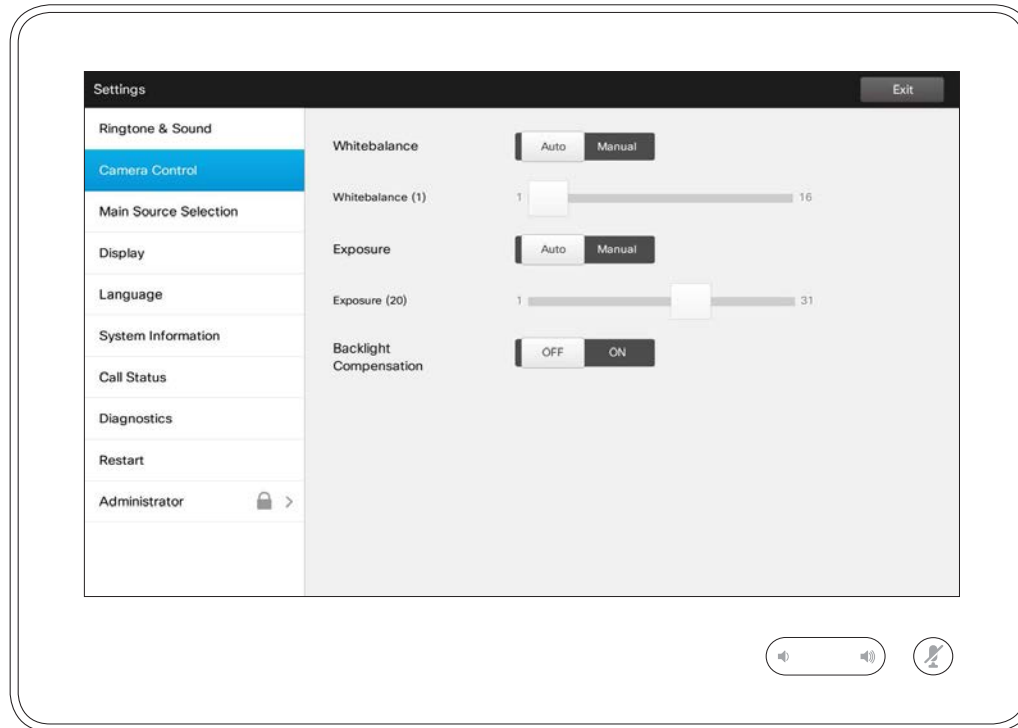 Settings
Exit
Ringtone & Sound
Camera Control
Main Source Selection
Display
Language
System Information
Call Status
Diagnostics
Restart
Administrator
Whitebalance
Auto Manual
Whitebalance (1)
1 16
Exposure
Auto Manual
Exposure (20)
1 31
Backlight
Compensation
OFF ON